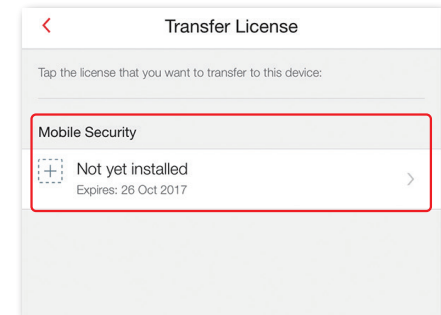 Transfer License
Tap the license that you want to transfer to this device:
Mobile Security
Not yet installed
Expires: 26 Oct 2017